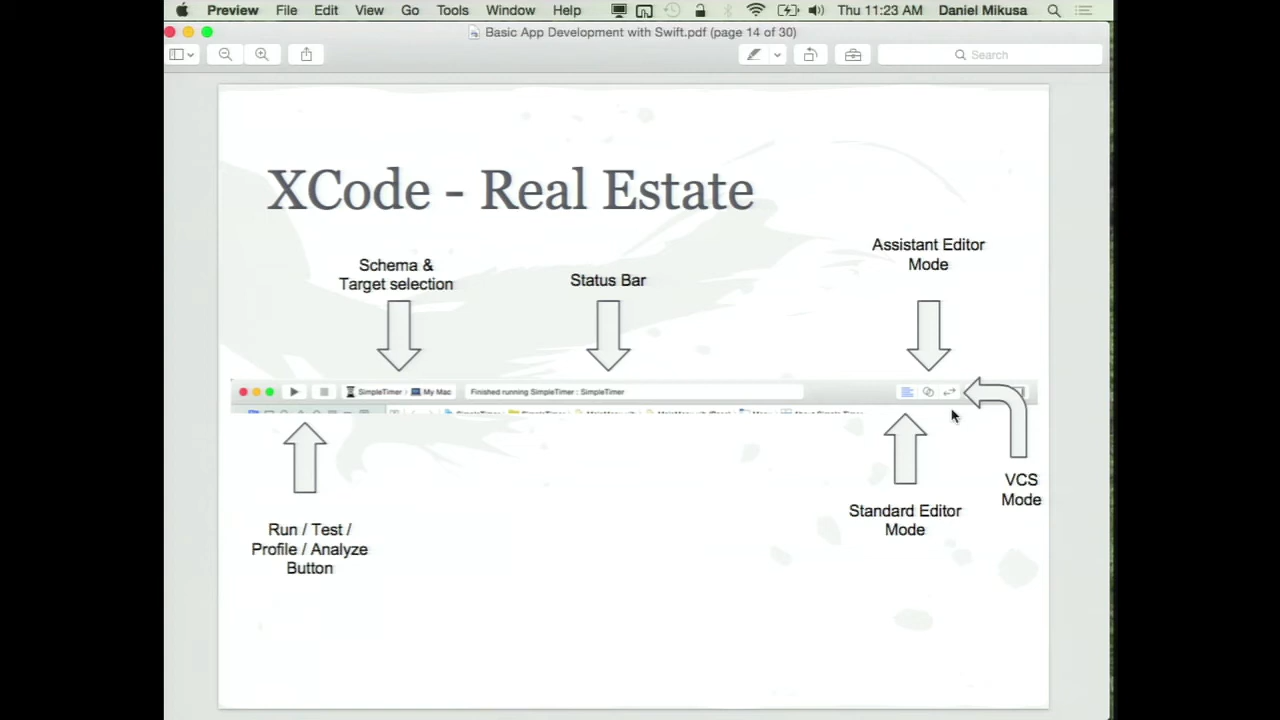 Preview File Edit View Go Tools Window Help Thu 11:23 AM Daniel Mikusa
Basic App Development with Swift.pdf (page 14 of 30)
Search
XCode - Real Estate
Assistant Editor
Mode
Schema &
Target selection
Status Bar
SimpleTimer My Mac Finished running SimpleTimer : SimpleTimer
VCS
Mode
Standard Editor
Mode
Run / Test /
Profile / Analyze
Button